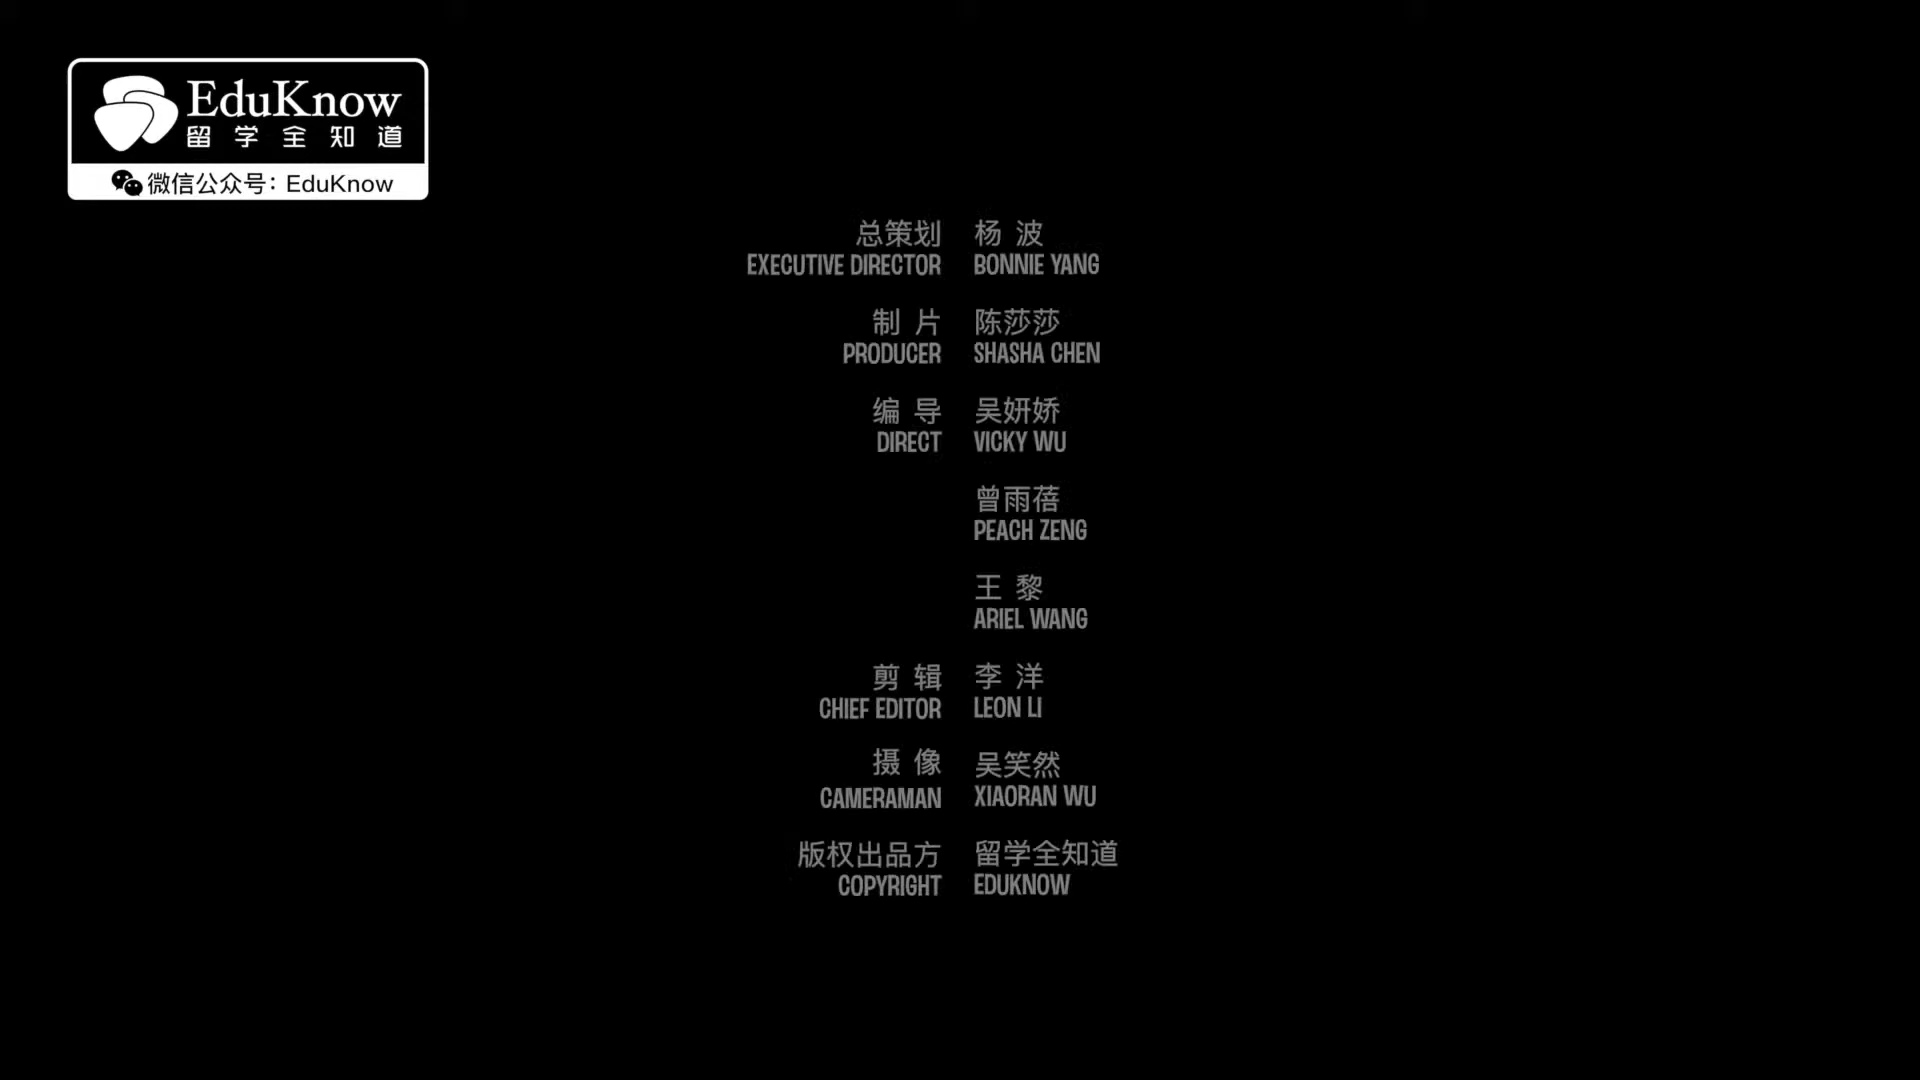 EduKnow
留学全知道
微信公众号：EduKnow
总策划 杨波
EXECUTIVE DIRECTOR BONNIE YANG
制片 陈莎莎
PRODUCER SHASHA CHEN
编导 吴妍娇
DIRECT VICKY WU
曾雨蓓
PEACH ZENG
王黎
ARIEL WANG
剪辑 李洋
CHIEF EDITOR LEON LI
摄像 吴笑然
CAMERAMAN XIAORAN WU
版权出品方 留学全知道
COPYRIGHT EDUKNOW